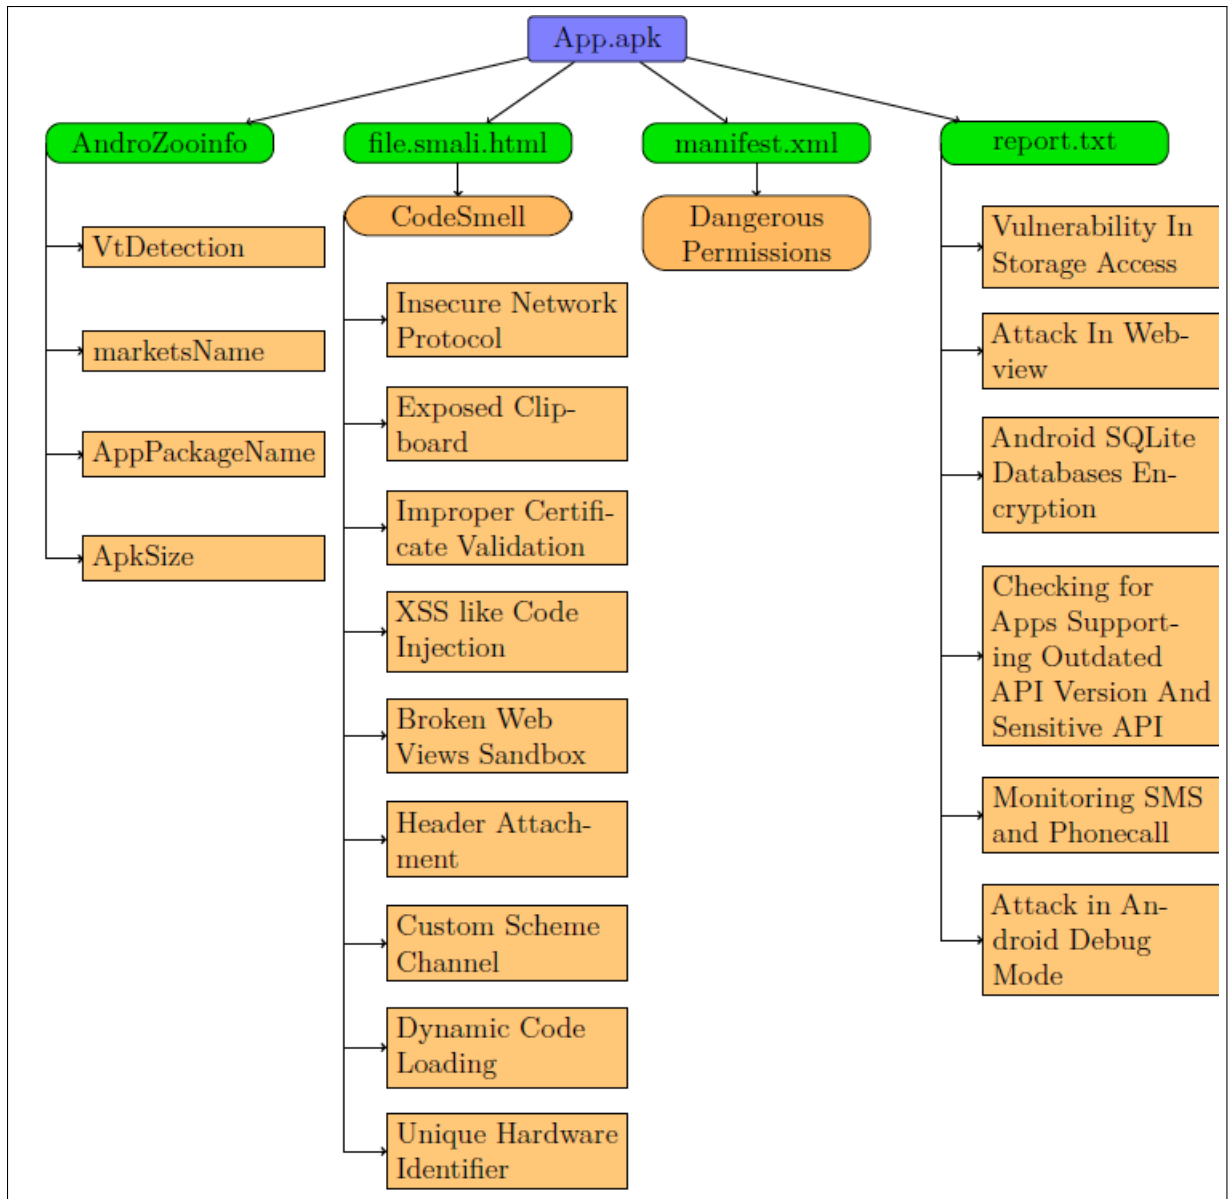 App.apk
AndroZooinfo
file.smali.html
manifest.xml
report.txt
VtDetection
marketsName
AppPackageName
ApkSize
CodeSmell
Insecure Network
Protocol
Exposed Clip-
board
Improper Certifi-
cate Validation
XSS like Code
Injection
Broken Web
Views Sandbox
Header Attach-
ment
Custom Scheme
Channel
Dynamic Code
Loading
Unique Hardware
Identifier
Dangerous
Permissions
Vulnerability In
Storage Access
Attack In Web-
view
Android SQLite
Databases En-
cryption
Checking for
Apps Support-
ing Outdated
API Version And
Sensitive API
Monitoring SMS
and Phonecall
Attack in An-
droid Debug
Mode